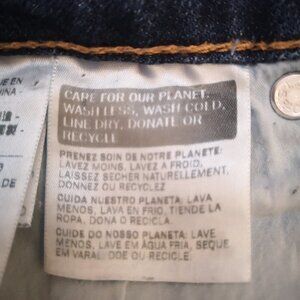 CARE FOR OUR PLANET:
WASH LESS, WASH COLD,
LINE DRY, DONATE OR
RECYCLE
PRENEZ SOIN DE NOTRE PLANETE:
LAVEZ MOINS, LAVEZ A FROID,
LAISSEZ SECHER NATURELLEMENT,
DONNEZ OU RECYCLEZ
CUIDA NUESTRO PLANETA: LAVA
MENOS, LAVA EN FRIO, TIENDE LA
ROPA, DONA O RECICLA.
CUIDE DO NOSSO PLANETA: LAVE
MENOS, LAVE EM ÁGUA FRIA, SEQUE
EM VARAL, DOE OU RECICLE.